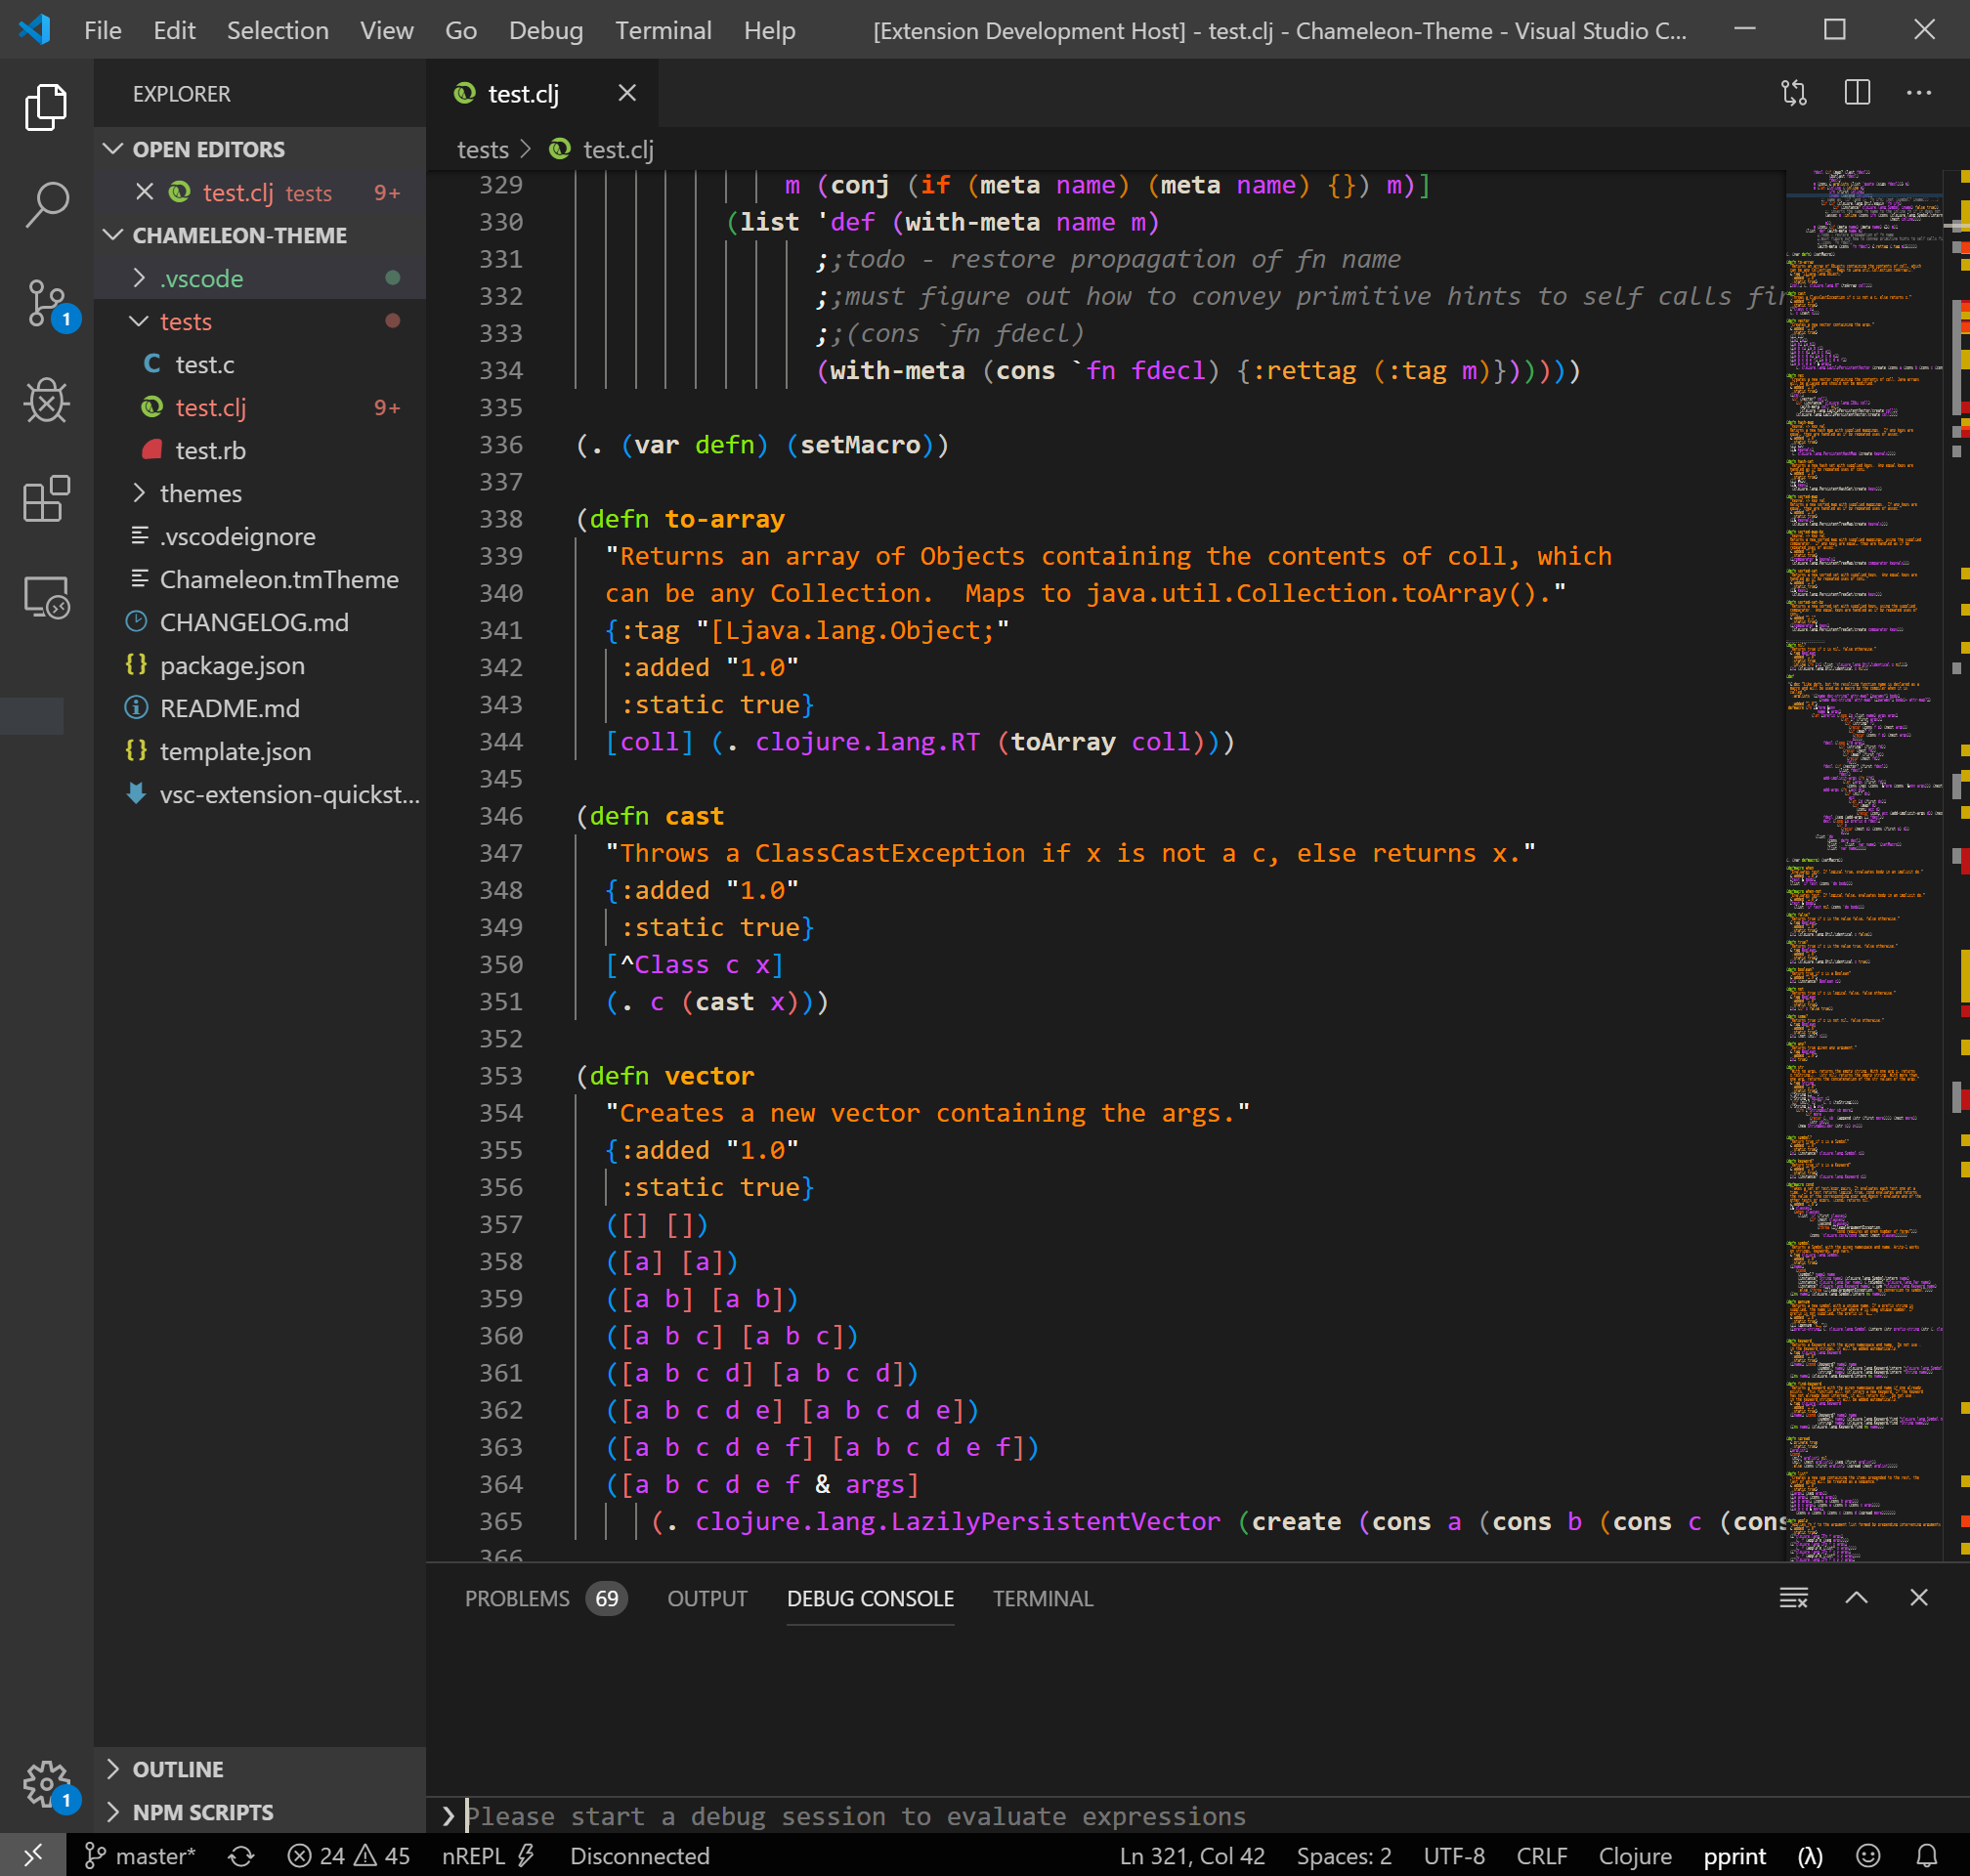 File Edit Selection View Go Debug Terminal Help [Extension Development Host] - test.clj - Chameleon-Theme - Visual Studio C...
EXPLORER
OPEN EDITORS
test.clj tests 9+
CHAMELEON-THEME
.vscode
tests
C test.c
test.clj 9+
test.rb
themes
.vscodeignore
Chameleon.tmTheme
CHANGELOG.md
{} package.json
README.md
{} template.json
vsc-extension-quickst...
OUTLINE
NPM SCRIPTS
1
1
test.clj
tests > test.clj
329 m (conj (if (meta name) (meta name) {}) m)]
330 (list 'def (with-meta name m)
331 ;;todo - restore propagation of fn name
332 ;;must figure out how to convey primitive hints to self calls
333 ;;(cons `fn fdecl)
334 (with-meta (cons `fn fdecl) {:rettag (:tag m)})))))
335
336 (. (var defn) (setMacro))
337
338 (defn to-array
339 "Returns an array of Objects containing the contents of coll, which
340 can be any Collection.  Maps to java.util.Collection.toArray()."
341 {:tag "[Ljava.lang.Object;"
342 :added "1.0"
343 :static true}
344 [coll] (. clojure.lang.RT (toArray coll)))
345
346 (defn cast
347 "Throws a ClassCastException if x is not a c, else returns x."
348 {:added "1.0"
349 :static true}
350 [^Class c x]
351 (. c (cast x)))
352
353 (defn vector
354 "Creates a new vector containing the args."
355 {:added "1.0"
356 :static true}
357 ([] [])
358 ([a] [a])
359 ([a b] [a b])
360 ([a b c] [a b c])
361 ([a b c d] [a b c d])
362 ([a b c d e] [a b c d e])
363 ([a b c d e f] [a b c d e f])
364 ([a b c d e f & args]
365 (. clojure.lang.LazilyPersistentVector (create (cons a (cons b (cons c (cons
366
PROBLEMS 69 OUTPUT DEBUG CONSOLE TERMINAL
Please start a debug session to evaluate expressions
master* 24 45 nREPL Disconnected Ln 321, Col 42 Spaces: 2 UTF-8 CRLF Clojure pprint (λ)